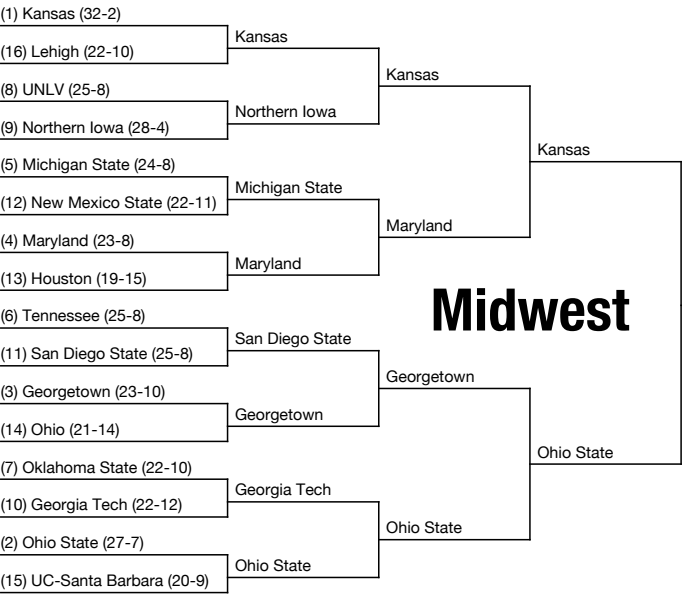 (1) Kansas (32-2)
(16) Lehigh (22-10)
(8) UNLV (25-8)
(9) Northern Iowa (28-4)
(5) Michigan State (24-8)
(12) New Mexico State (22-11)
(4) Maryland (23-8)
(13) Houston (19-15)
(6) Tennessee (25-8)
(11) San Diego State (25-8)
(3) Georgetown (23-10)
(14) Ohio (21-14)
(7) Oklahoma State (22-10)
(10) Georgia Tech (22-12)
(2) Ohio State (27-7)
(15) UC-Santa Barbara (20-9)
Kansas
Northern Iowa
Michigan State
Maryland
San Diego State
Georgetown
Georgia Tech
Ohio State
Kansas
Maryland
Georgetown
Ohio State
Kansas
Ohio State
Midwest